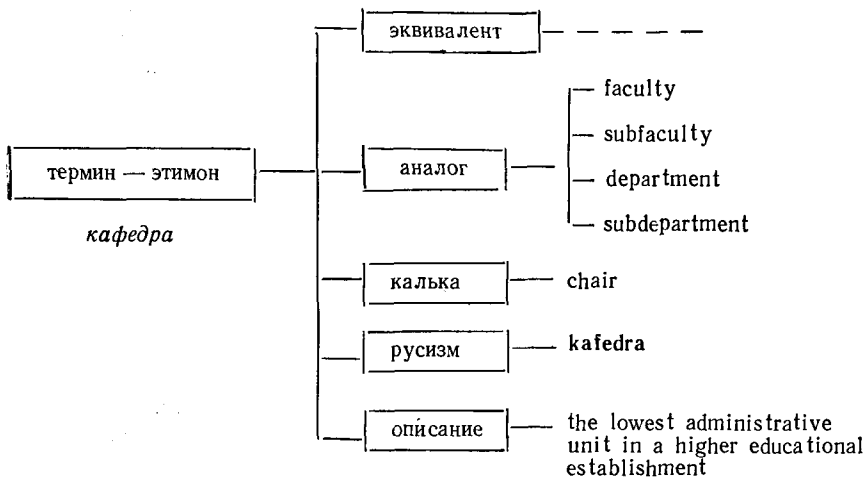 эквивалент
faculty
subfaculty
термин — этимон
аналог
department
кафедра
subdepartment
калька
chair
русизм
kafedra
описание
the lowest administrative
unit in a higher educational
establishment